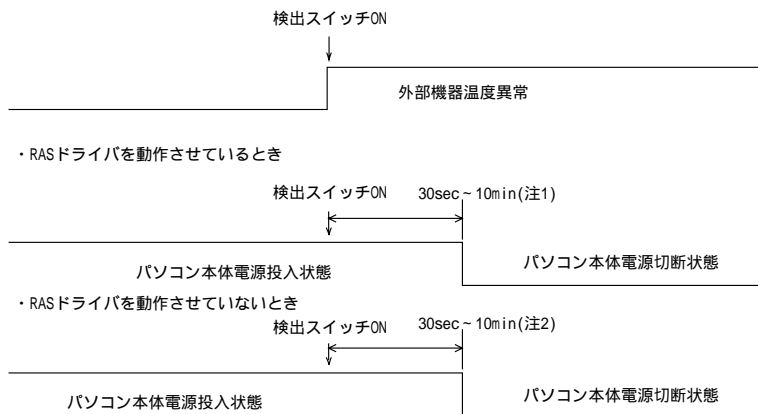 検出スイッチON
外部機器温度異常
・RASドライバを動作させているとき
検出スイッチON 30sec~10min(注1)
パソコン本体電源投入状態 パソコン本体電源切断状態
・RASドライバを動作させていないとき
検出スイッチON 30sec~10min(注2)
パソコン本体電源投入状態 パソコン本体電源切断状態